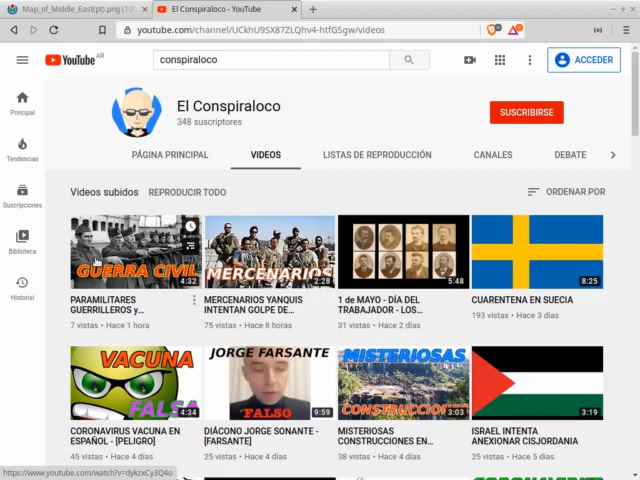 Map_of_Middle_East(pt).png (10
El Conspiraloco - YouTube
youtube.com/channel/UCkhU9SX87ZLQhv4-htfGSgw/videos
YouTube AR
conspiraloco
ACCEDER
Principal
Tendencias
Suscripciones
Biblioteca
Historial
El Conspiraloco
348 suscriptores
SUSCRIBIRSE
PÁGINA PRINCIPAL
VIDEOS
LISTAS DE REPRODUCCIÓN
CANALES
DEBATE
Videos subidos
REPRODUCIR TODO
ORDENAR POR
GUERRA CIVIL
4:32
MERCENARIOS
2:28
5:48
8:25
PARAMILITARES
GUERRILLEROS y...
7 vistas • Hace 1 hora
MERCENARIOS YANQUIS
INTENTAN GOLPE DE...
75 vistas • Hace 8 horas
1 de MAYO - DÍA DEL
TRABAJADOR - LOS...
31 vistas • Hace 2 días
CUARENTENA EN SUECIA
193 vistas • Hace 3 días
VACUNA
FALSA
4:34
JORGE FARSANTE
"FALSO
9:59
MISTERIOSAS
CONSTRUCCION
3:03
3:19
CORONAVIRUS VACUNA EN
ESPAÑOL - [PELIGRO]
45 vistas • Hace 4 días
DIÁCONO JORGE SONANTE -
[FARSANTE]
25 vistas • Hace 4 días
MISTERIOSAS
CONSTRUCCIONES EN...
38 vistas • Hace 4 días
ISRAEL INTENTA
ANEXIONAR CISJORDANIA
25 vistas • Hace 5 días
https://www.youtube.com/watch?v=dykzxCy3Q4o